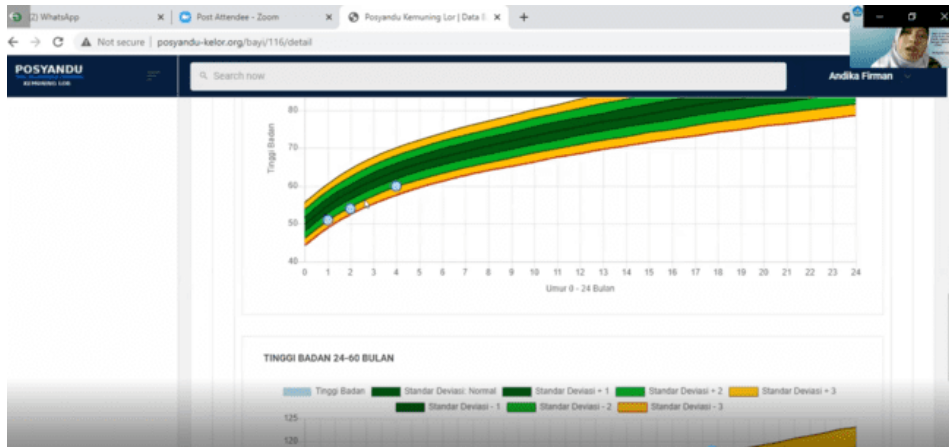 (2) WhatsApp
Post Attendee - Zoom
Posyandu Kemuning Lor | Data B
Not secure | posyandu-kelor.org/bayi/116/detail
POSYANDU
KEMUNING LOR
Search now
Andika Firman
80
70
60
50
40
Tinggi Badan
0 1 2 3 4 5 6 7 8 9 10 11 12 13 14 15 16 17 18 19 20 21 22 23 24
Umur 0 - 24 Bulan
TINGGI BADAN 24-60 BULAN
Tinggi Badan Standar Deviasi: Normal Standar Deviasi + 1 Standar Deviasi + 2 Standar Deviasi + 3
Standar Deviasi - 1 Standar Deviasi - 2 Standar Deviasi - 3
125
120